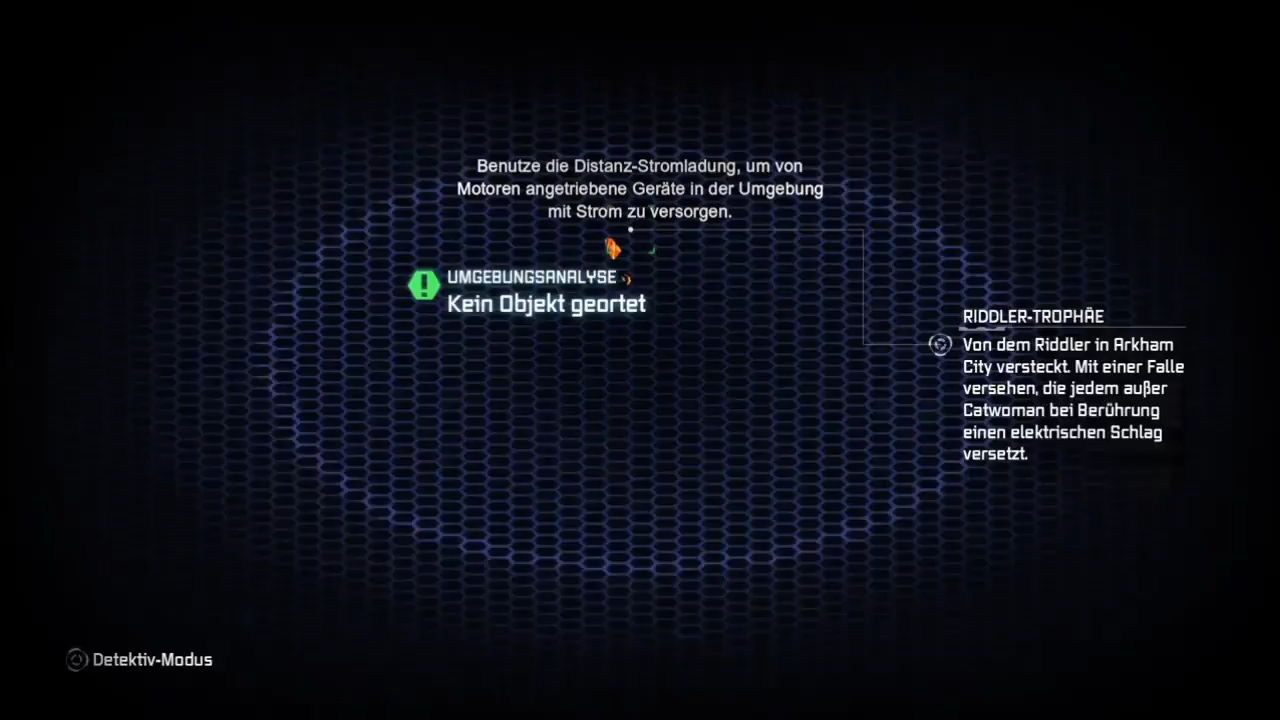 Benutze die Distanz-Stromladung, um von
Motoren angetriebene Geräte in der Umgebung
mit Strom zu versorgen.
UMGEBUNGSANALYSE
Kein Objekt geortet
RIDDLER-TROPHÄE
Von dem Riddler in Arkham
City versteckt. Mit einer Falle
versehen, die jedem außer
Catwoman bei Berührung
einen elektrischen Schlag
versetzt.
Detektiv-Modus